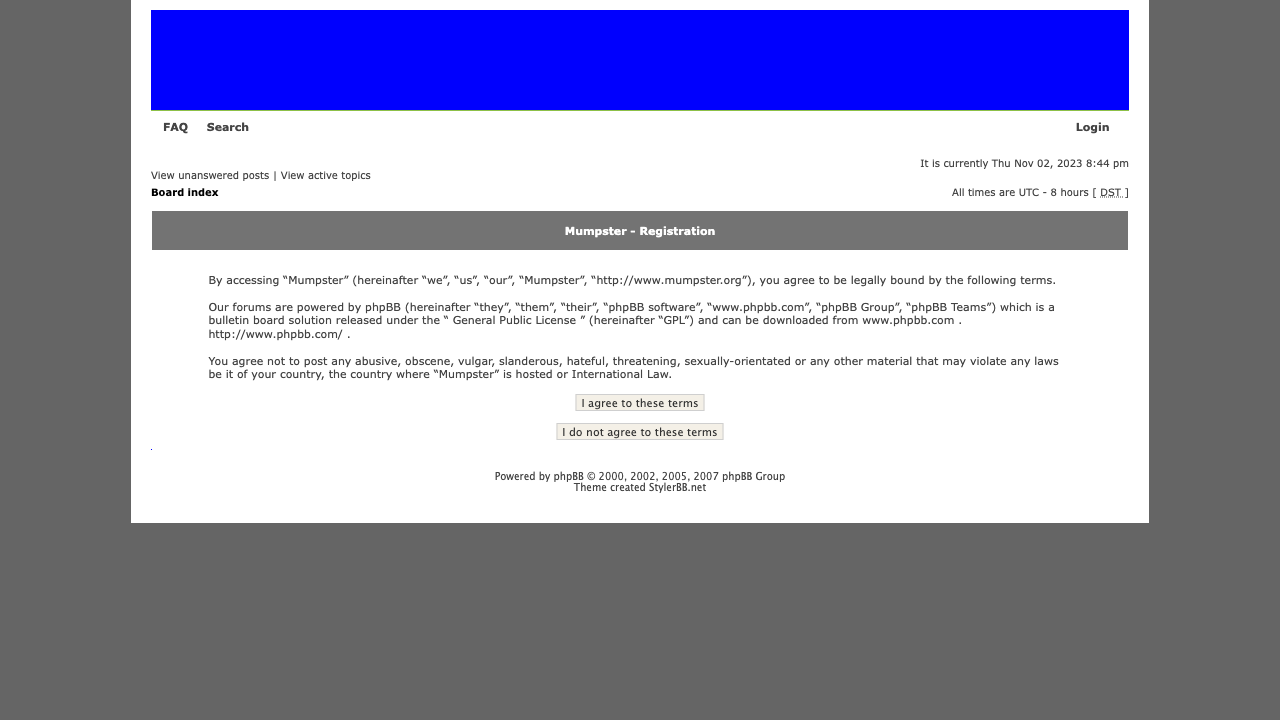 FAQ Search Login
It is currently Thu Nov 02, 2023 8:44 pm
View unanswered posts | View active topics
Board index All times are UTC - 8 hours [ DST ]
Mumpster - Registration
By accessing “Mumpster” (hereinafter “we”, “us”, “our”, “Mumpster”, “http://www.mumpster.org”), you agree to be legally bound by the following terms.
Our forums are powered by phpBB (hereinafter “they”, “them”, “their”, “phpBB software”, “www.phpbb.com”, “phpBB Group”, “phpBB Teams”) which is a
bulletin board solution released under the “ General Public License ” (hereinafter “GPL”) and can be downloaded from www.phpbb.com .
http://www.phpbb.com/ .
You agree not to post any abusive, obscene, vulgar, slanderous, hateful, threatening, sexually-orientated or any other material that may violate any laws
be it of your country, the country where “Mumpster” is hosted or International Law.
I agree to these terms
I do not agree to these terms
Powered by phpBB © 2000, 2002, 2005, 2007 phpBB Group
Theme created StylerBB.net